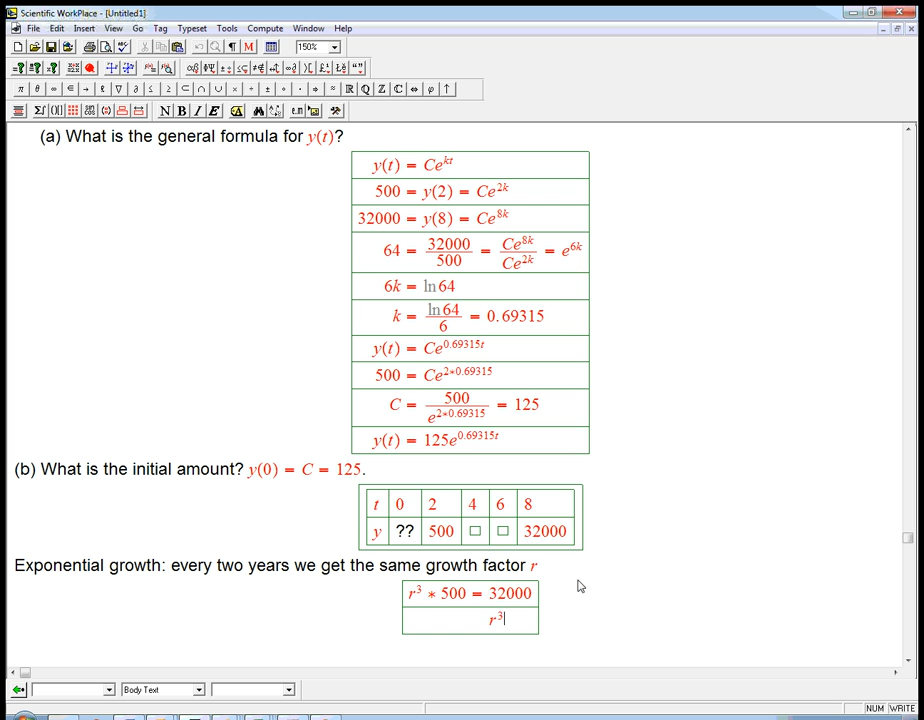 Scientific WorkPlace - [Untitled1]
File Edit Insert View Go Tag Typeset Tools Compute Window Help
150%
N B I E
(a) What is the general formula for y(t)?
y(t) = Ce^{kt}
500 = y(2) = Ce^{2k}
32000 = y(8) = Ce^{8k}
64 = \frac{32000}{500} = \frac{Ce^{8k}}{Ce^{2k}} = e^{6k}
6k = ln 64
k = \frac{ln 64}{6} = 0.69315
y(t) = Ce^{0.69315t}
500 = Ce^{2*0.69315}
C = \frac{500}{e^{2*0.69315}} = 125
y(t) = 125e^{0.69315t}
(b) What is the initial amount? y(0) = C = 125.
t 0 2 4 6 8
y ?? 500 □ □ 32000
Exponential growth: every two years we get the same growth factor r
r^3 * 500 = 32000
r^3
Body Text
NUM WRITE